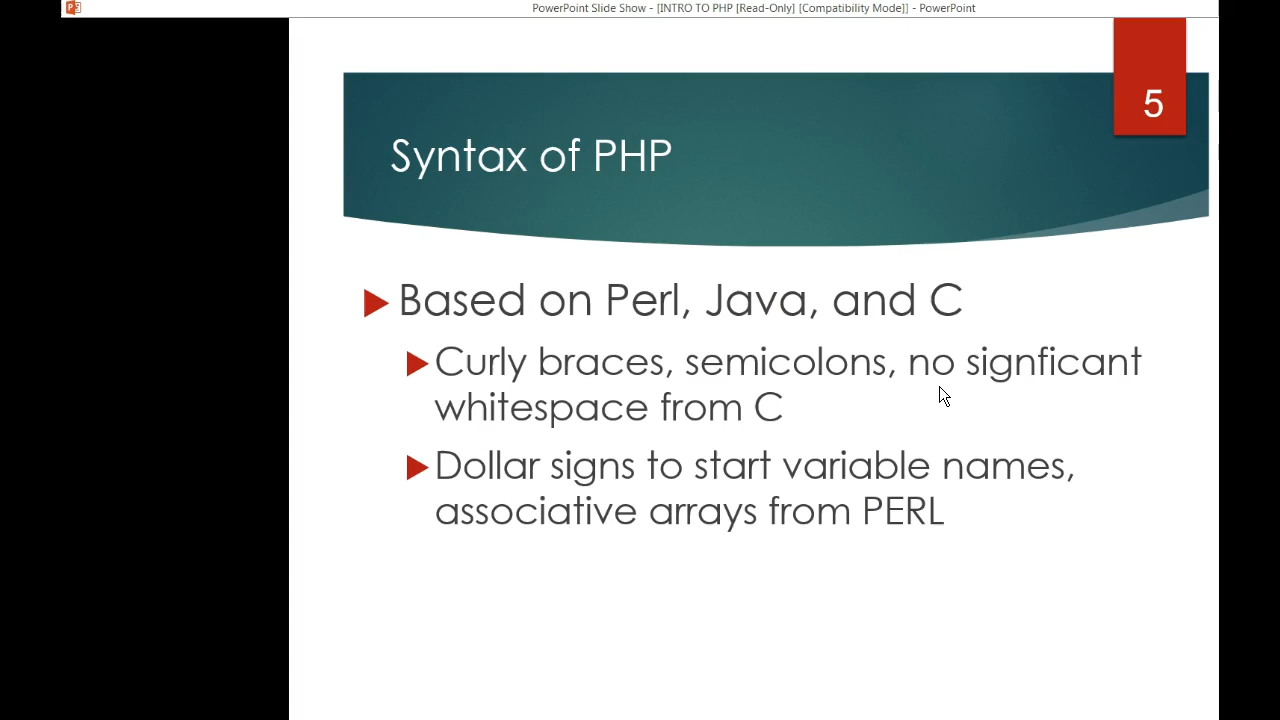 PowerPoint Slide Show - [INTRO TO PHP [Read-Only] [Compatibility Mode]] - PowerPoint
5
Syntax of PHP
Based on Perl, Java, and C
Curly braces, semicolons, no signficant
whitespace from C
Dollar signs to start variable names,
associative arrays from PERL